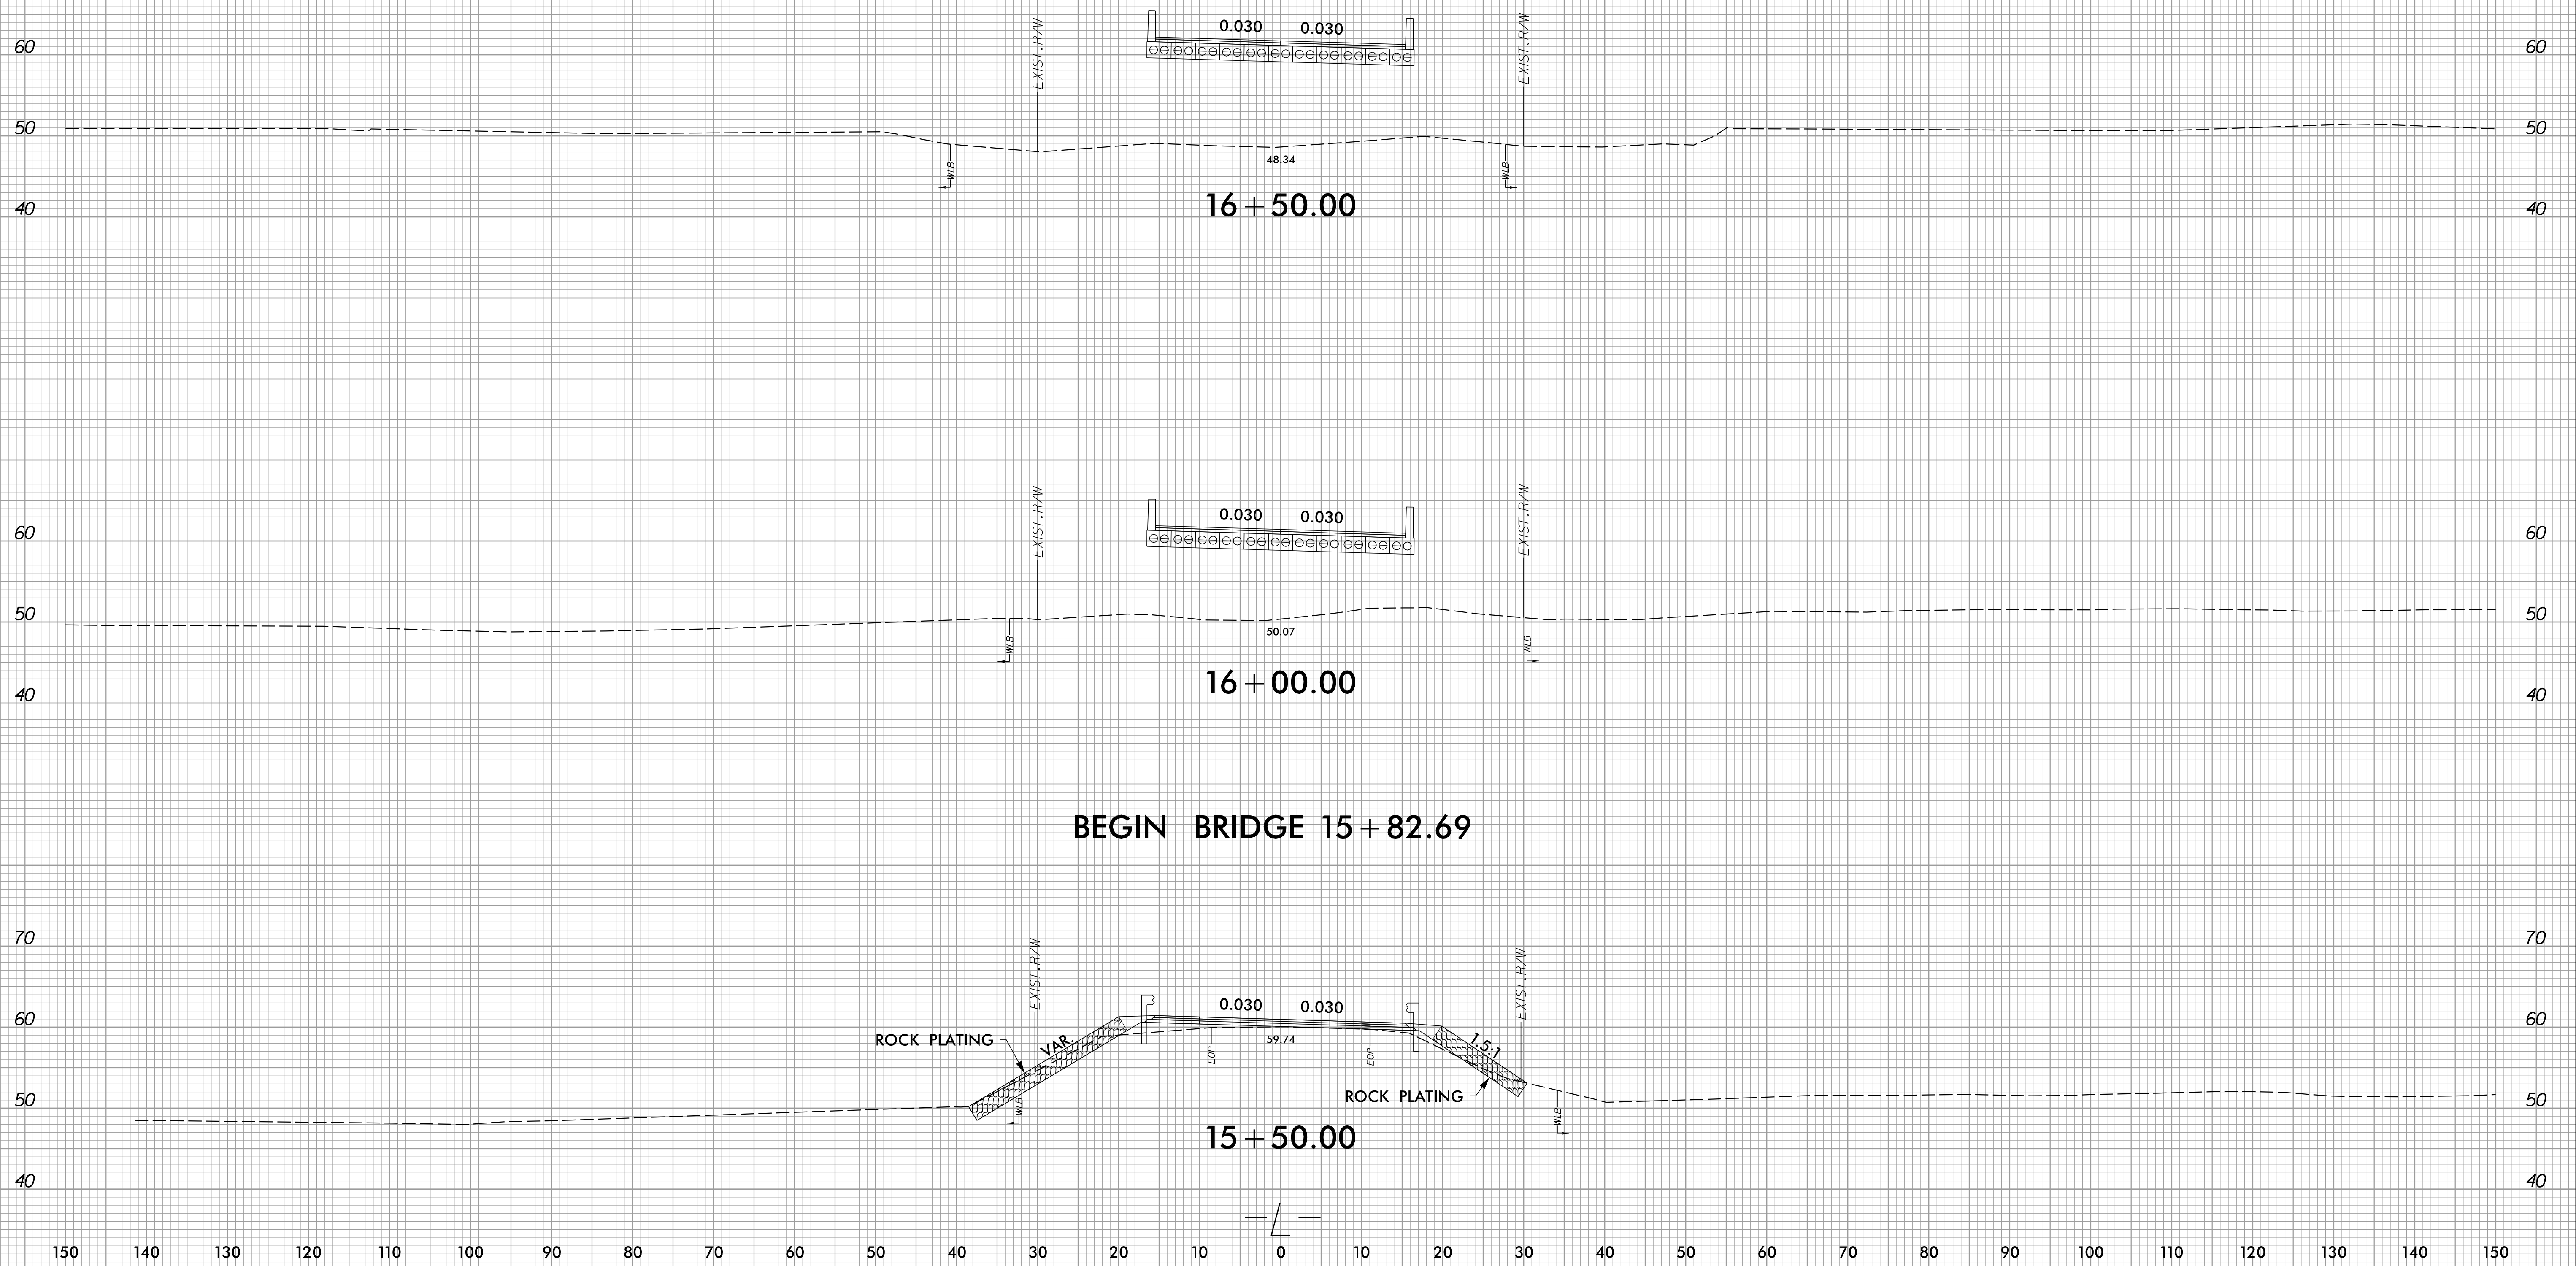 EXIST.R/W 0.030 0.030 EXIST.R/W
60 60
50 50
48.34
WLB WLB
16+50.00
40 40
EXIST.R/W 0.030 0.030 EXIST.R/W
60 60
50 50
50.07
WLB WLB
16+00.00
40 40
BEGIN BRIDGE 15+82.69
70 70
EXIST.R/W 0.030 0.030 EXIST.R/W
60 60
ROCK PLATING VAR. EOP 59.74 EOP 1.5:1
ROCK PLATING
50 50
WLB WLB
15+50.00
40 40
-L-
150 140 130 120 110 100 90 80 70 60 50 40 30 20 10 0 10 20 30 40 50 60 70 80 90 100 110 120 130 140 150